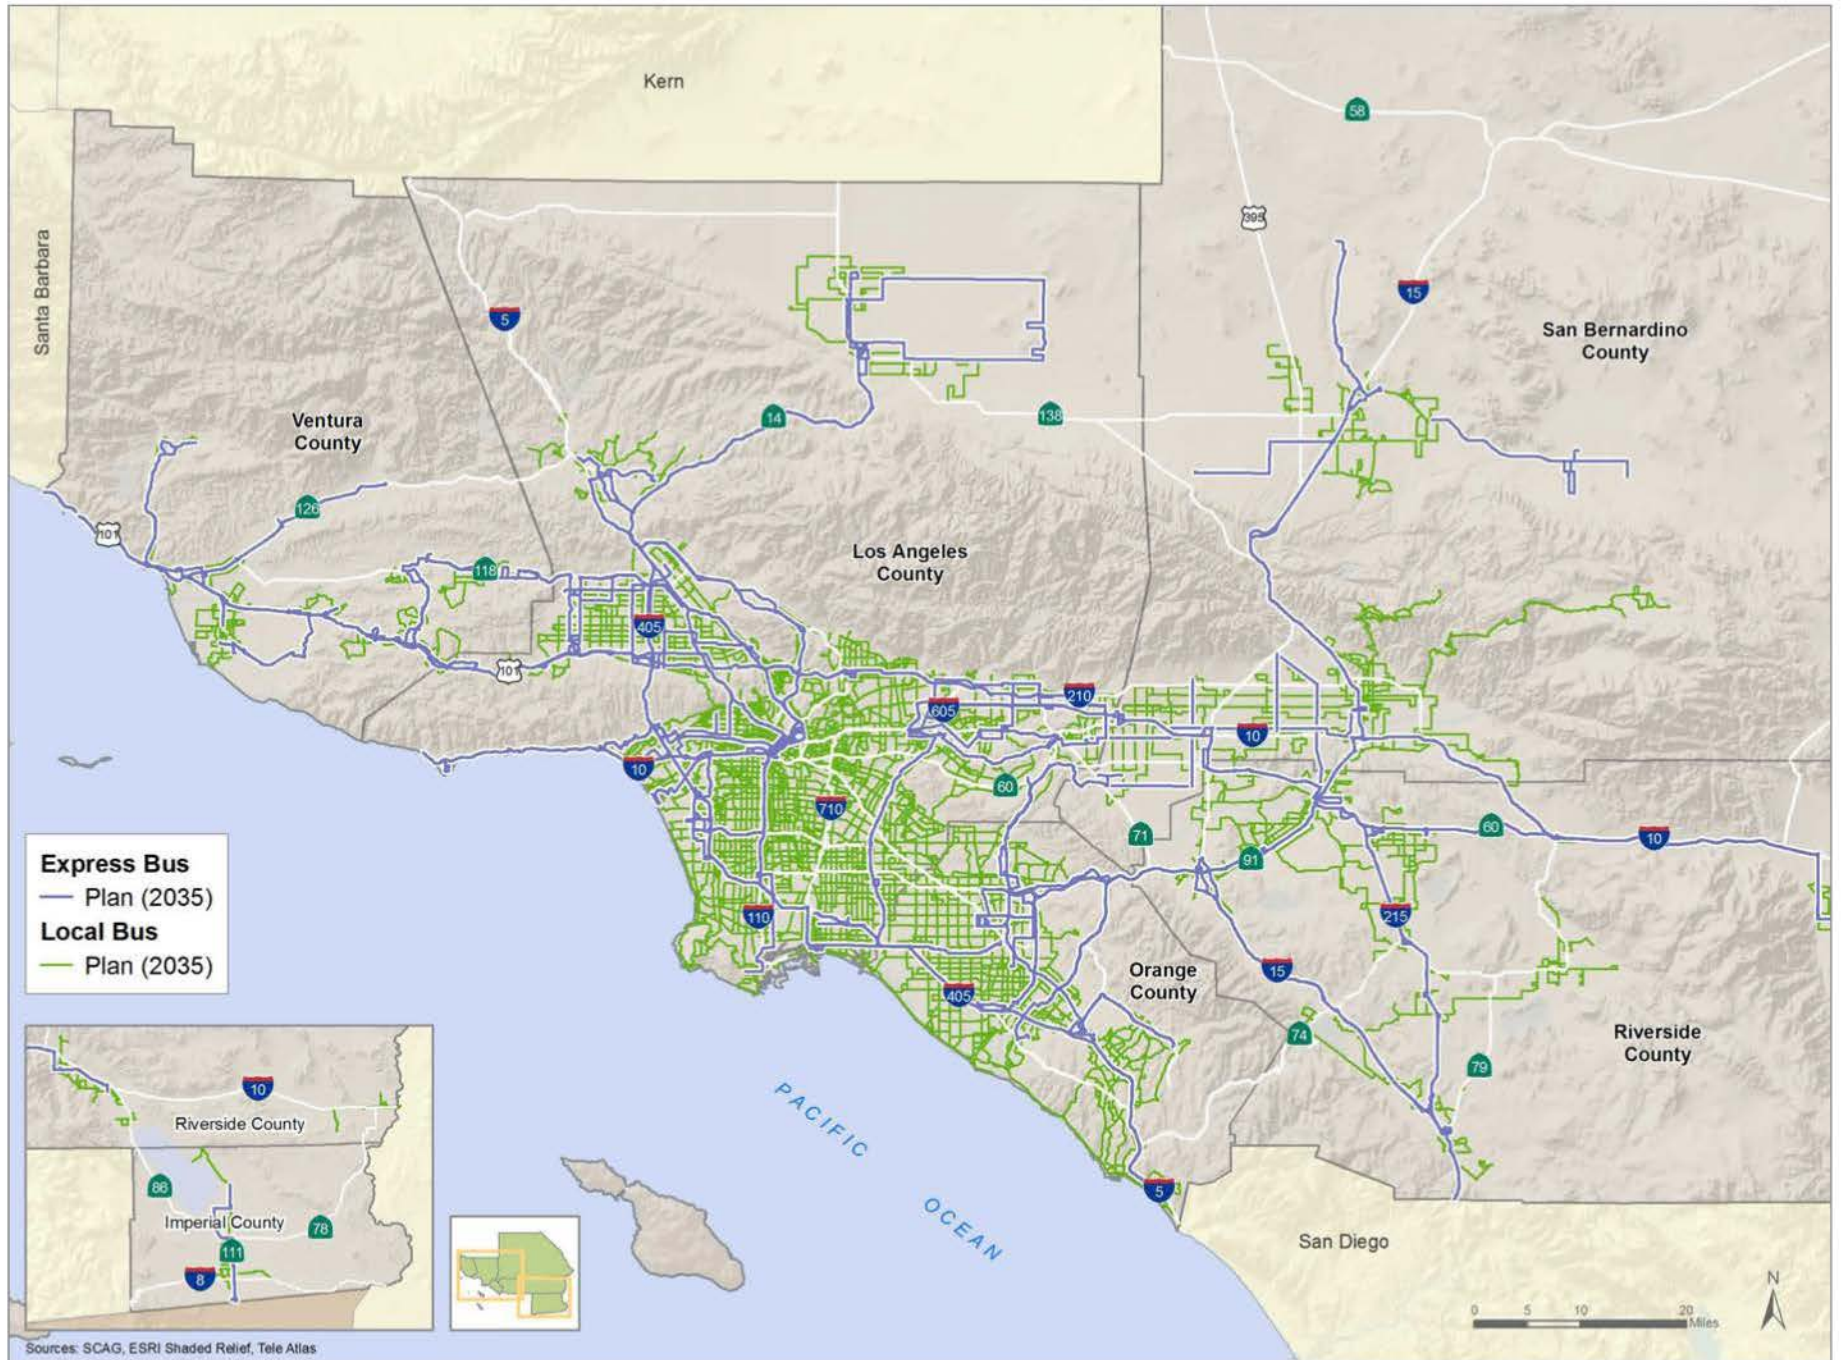 Kern
58
Santa Barbara
395
5
15
San Bernardino
County
Ventura
County
14
138
126
101
Los Angeles
County
118
405
101
210
605
10
10
60
710
71
60
10
91
Express Bus
Plan (2035)
Local Bus
Plan (2035)
110
215
15
Orange
County
405
74
Riverside
County
79
PACIFIC
OCEAN
5
San Diego
10
Riverside County
86
Imperial County
78
111
8
N
0 5 10 20
Miles
Sources: SCAG, ESRI Shaded Relief, Tele Atlas